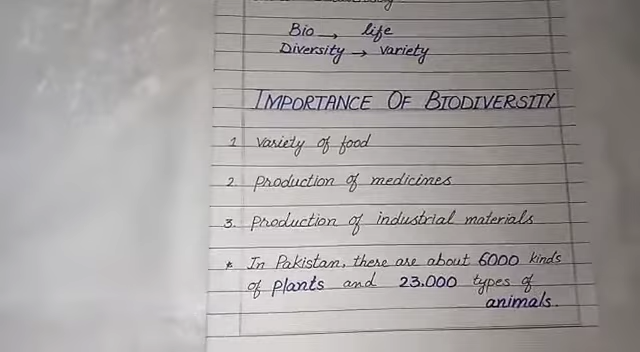 Bio → life
Diversity → variety
IMPORTANCE OF BIODIVERSITY
1 Variety of food
2. Production of medicines
3. Production of industrial materials
* In Pakistan, there are about 6000 kinds
of plants and 23.000 types of
animals.